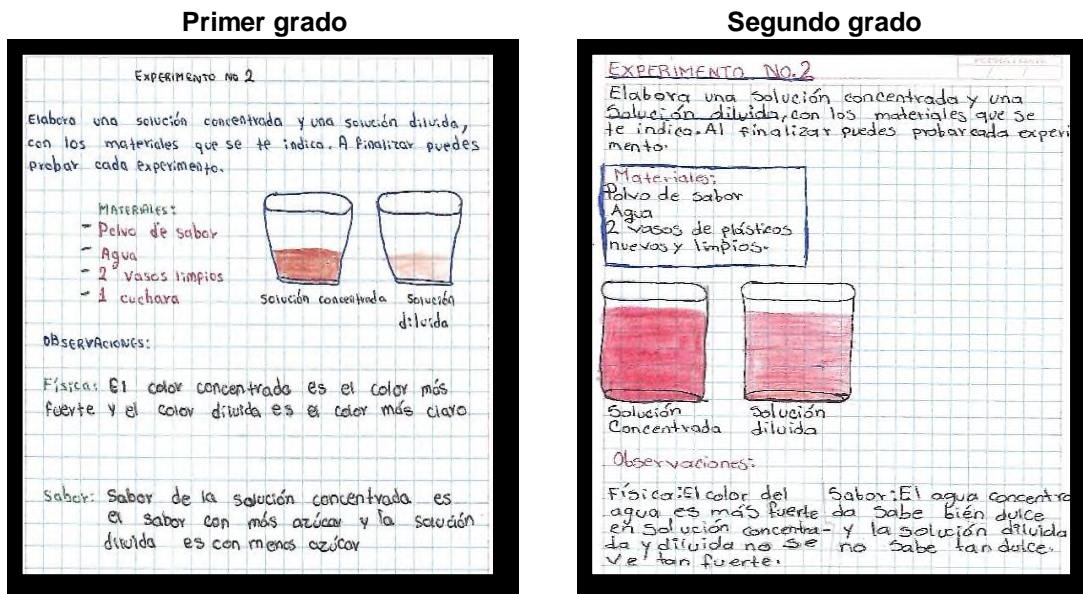 Primer grado
EXPERIMENTO NO 2
Elabora una solución concentrada y una solución diluida,
con los materiales que se te indica. A finalizar puedes
probar cada experimento.
MATERIALES:
- Polvo de sabor
- Agua
- 2 vasos limpios
- 1 cuchara
solución concentrada
solución
diluida
OBSERVACIONES:
Física: El color concentrado es el color más
fuerte y el color diluida es el color más claro
Sabor: Sabor de la solución concentrada es
el sabor con más azúcar y la solución
diluida es con menos azúcar
Segundo grado
EXPERIMENTO NO.2
Elabora una solución concentrada y una
Solución diluida, con los materiales que se
te indica. Al finalizar puedes probar cada experi
mento.
Materiales:
Polvo de sabor
Agua
2 vasos de plásticos
nuevos y limpios.
Solución
Concentrada
Solución
diluida
Observaciones:
Física: El color del
agua es más fuerte
en solución concentra-
da y diluida no se
ve tan fuerte.
Sabor: El agua concentra
da sabe bién dulce
y la solución diluida
no sabe tan dulce.